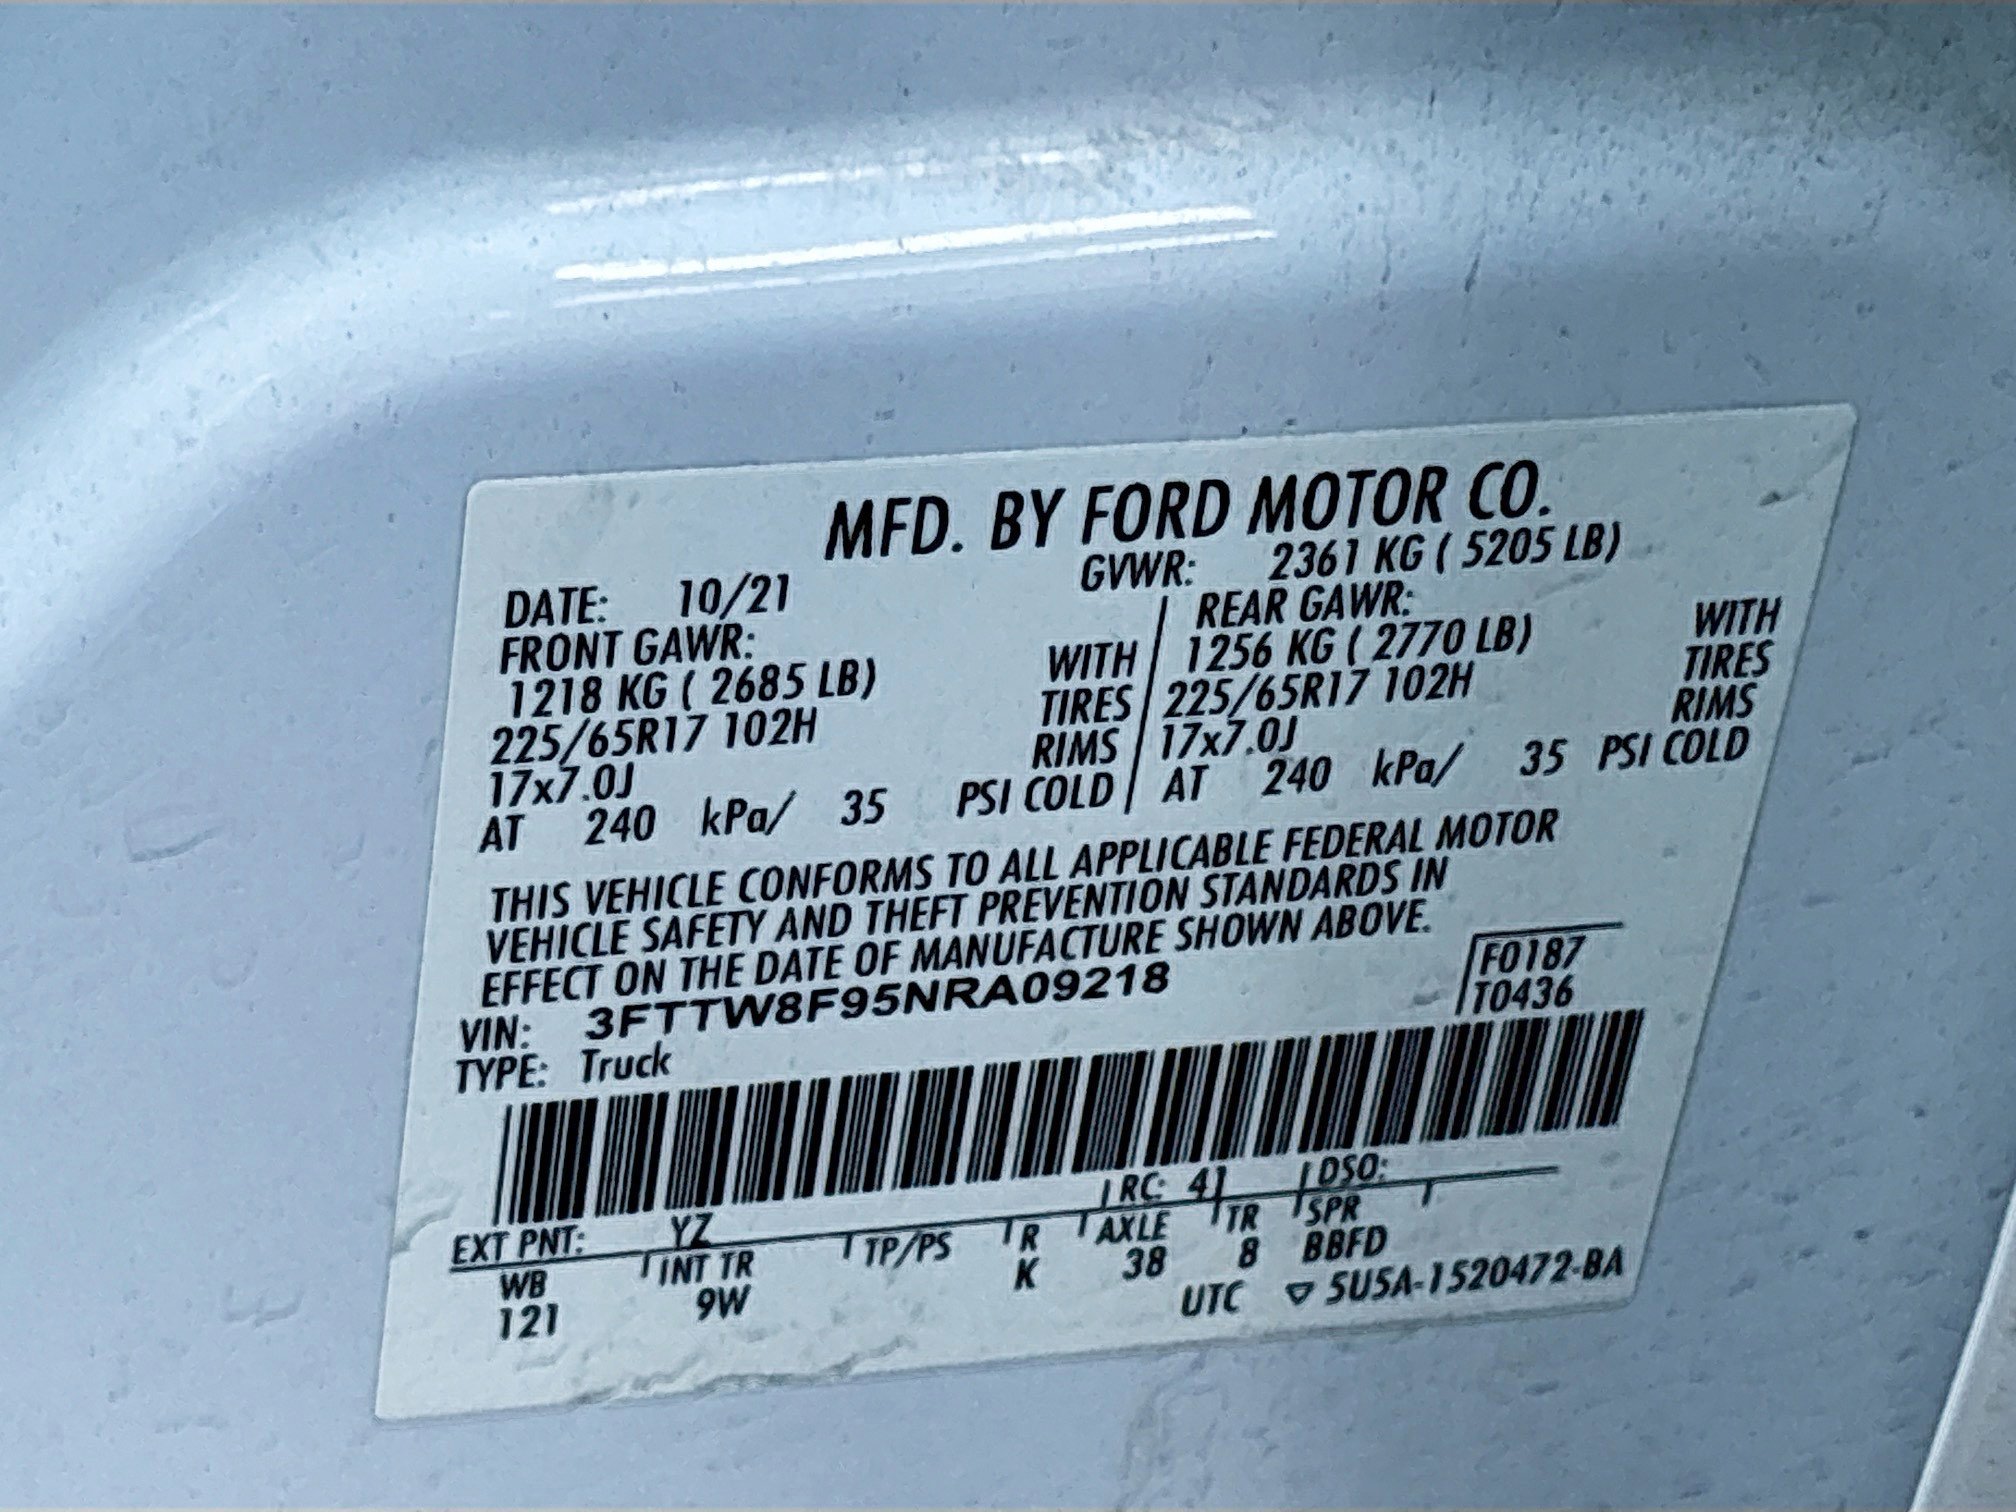 MFD. BY FORD MOTOR CO.
DATE: 10/21 GVWR: 2361 KG ( 5205 LB)
FRONT GAWR: REAR GAWR:
1218 KG ( 2685 LB) WITH 1256 KG ( 2770 LB) WITH
225/65R17 102H TIRES 225/65R17 102H TIRES
17x7.0J RIMS 17x7.0J RIMS
AT 240 kPa/ 35 PSI COLD AT 240 kPa/ 35 PSI COLD
THIS VEHICLE CONFORMS TO ALL APPLICABLE FEDERAL MOTOR
VEHICLE SAFETY AND THEFT PREVENTION STANDARDS IN
EFFECT ON THE DATE OF MANUFACTURE SHOWN ABOVE.
VIN: 3FTTW8F95NRA09218 F0187
TYPE: Truck T0436
EXT PNT: YZ RC: 41 DSO:
WB INT TR TP/PS R AXLE TR SPR
121 9W K 38 8 BBFD
UTC ▽ 5U5A-1520472-BA